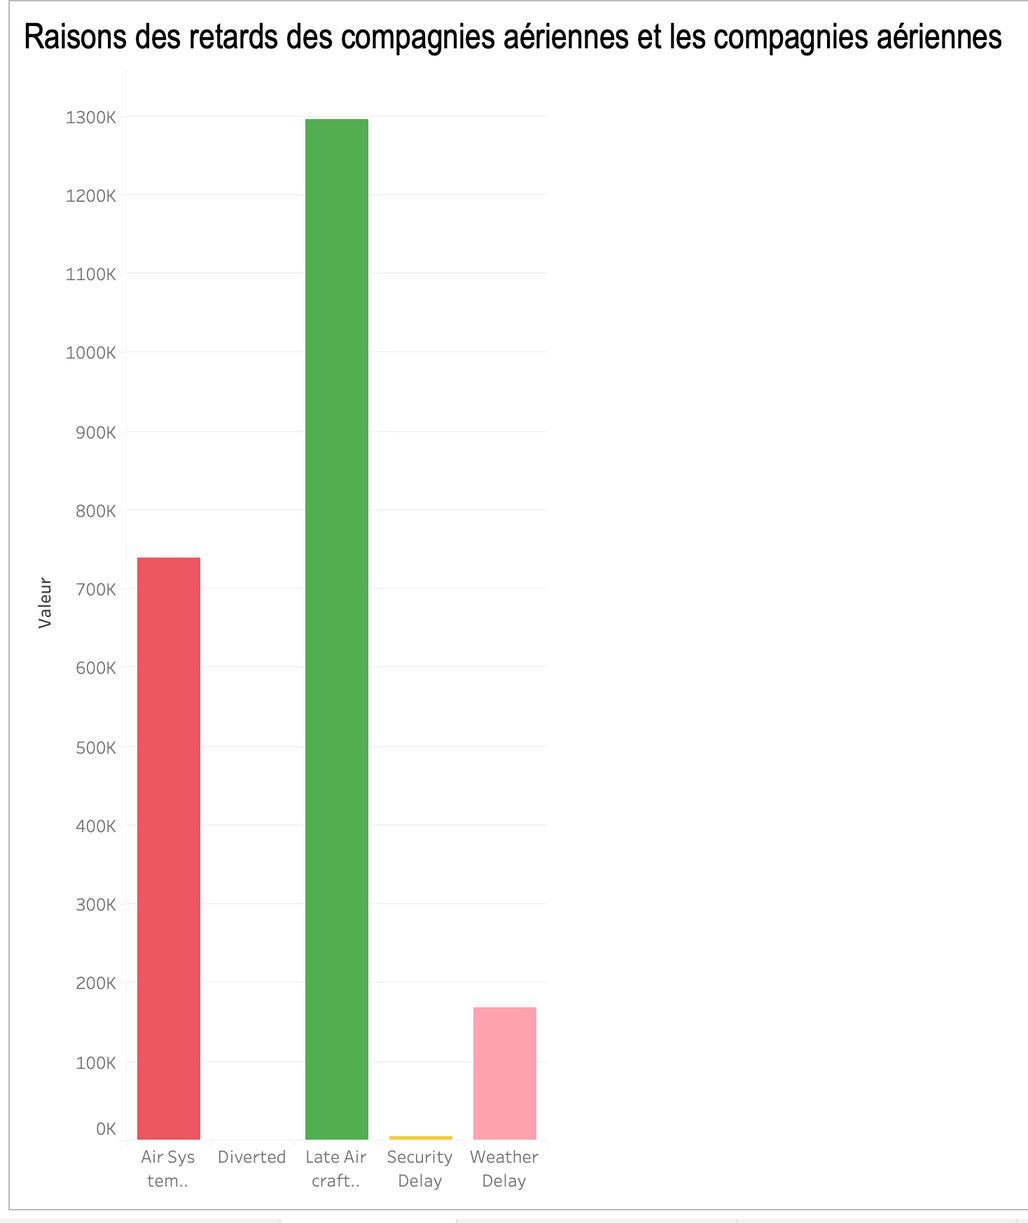 Raisons des retards des compagnies aériennes et les compagnies aériennes
1300K
1200K
1100K
1000K
900K
800K
700K
600K
500K
400K
300K
200K
100K
0K
Valeur
Air Sys
tem..
Diverted
Late Air
craft..
Security
Delay
Weather
Delay